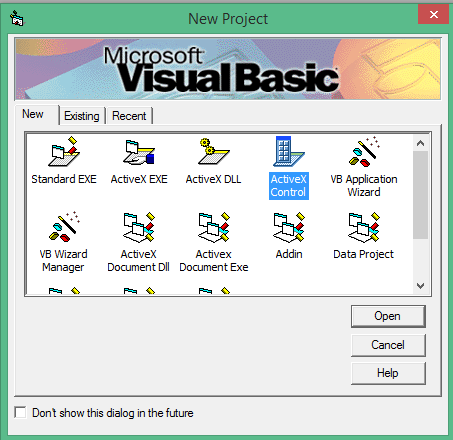 New Project
Microsoft
Visual Basic
New Existing Recent
Standard EXE ActiveX EXE ActiveX DLL ActiveX Control VB Application Wizard
VB Wizard Manager ActiveX Document Dll Activex Document Exe Addin Data Project
Open
Cancel
Help
Don't show this dialog in the future